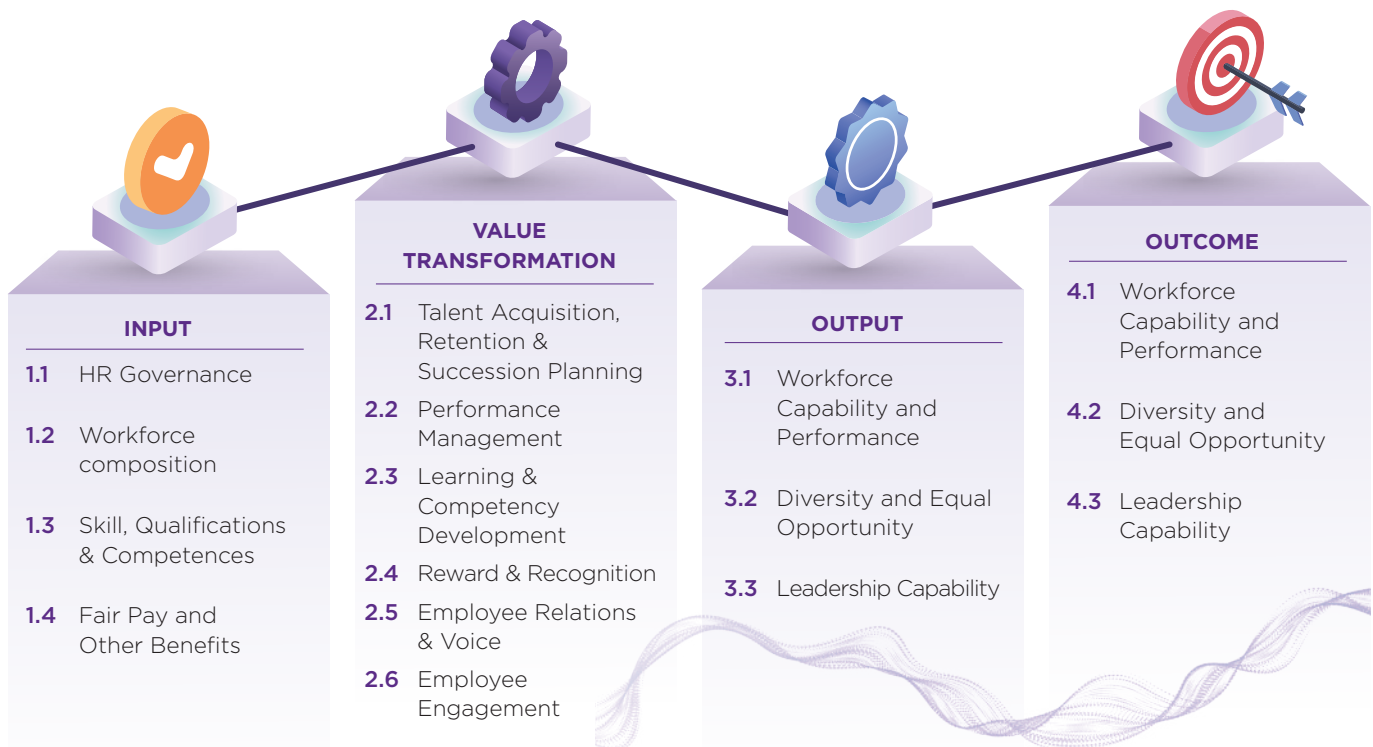 INPUT
1.1 HR Governance
1.2 Workforce
composition
1.3 Skill, Qualifications
& Competences
1.4 Fair Pay and
Other Benefits
VALUE
TRANSFORMATION
2.1 Talent Acquisition,
Retention &
Succession Planning
2.2 Performance
Management
2.3 Learning &
Competency
Development
2.4 Reward & Recognition
2.5 Employee Relations
& Voice
2.6 Employee
Engagement
OUTPUT
3.1 Workforce
Capability and
Performance
3.2 Diversity and Equal
Opportunity
3.3 Leadership Capability
OUTCOME
4.1 Workforce
Capability and
Performance
4.2 Diversity and
Equal Opportunity
4.3 Leadership
Capability